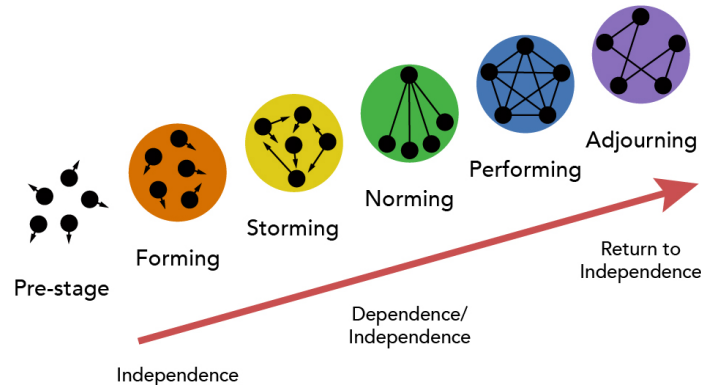 Pre-stage
Forming
Storming
Norming
Performing
Adjourning
Independence
Dependence/
Independence
Return to
Independence